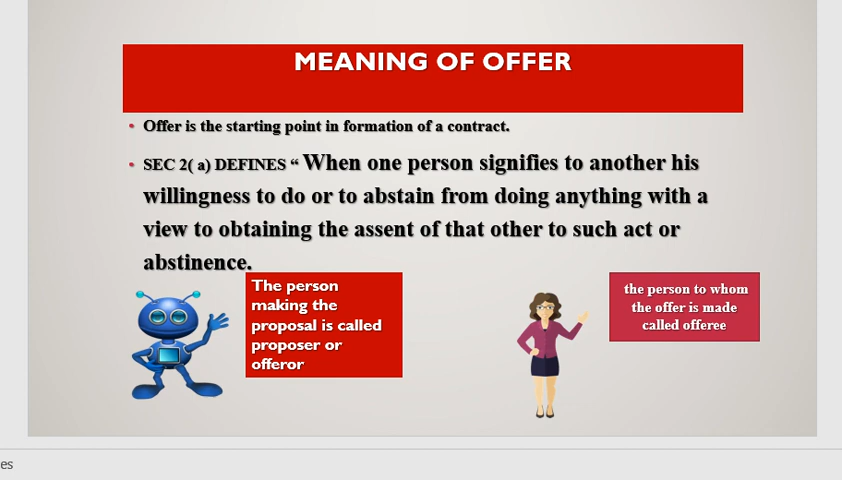 MEANING OF OFFER
• Offer is the starting point in formation of a contract.
• SEC 2( a) DEFINES “ When one person signifies to another his
willingness to do or to abstain from doing anything with a
view to obtaining the assent of that other to such act or
abstinence.
The person
making the
proposal is called
proposer or
offeror
the person to whom
the offer is made
called offeree
es